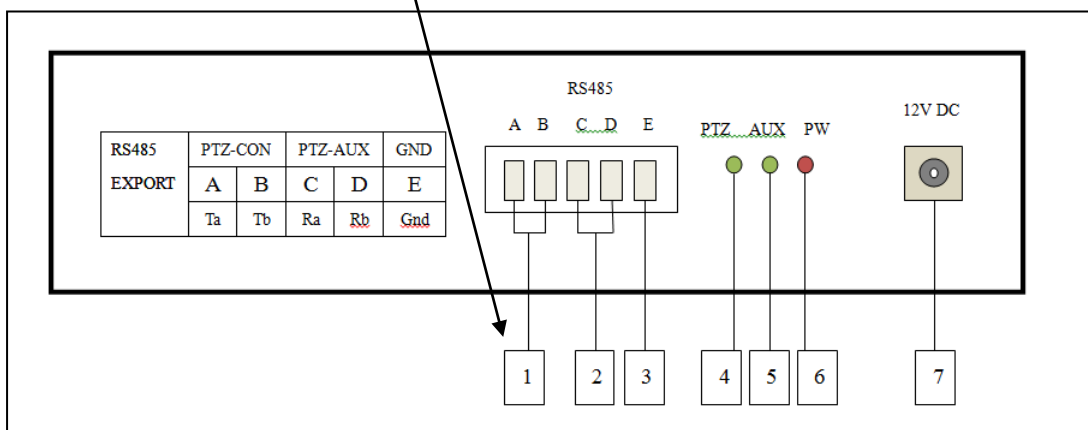 RS485
A B C D E
PTZ AUX PW
12V DC
RS485 PTZ-CON PTZ-AUX GND
EXPORT A B C D E
Ta Tb Ra Rb Gnd
1 2 3 4 5 6 7